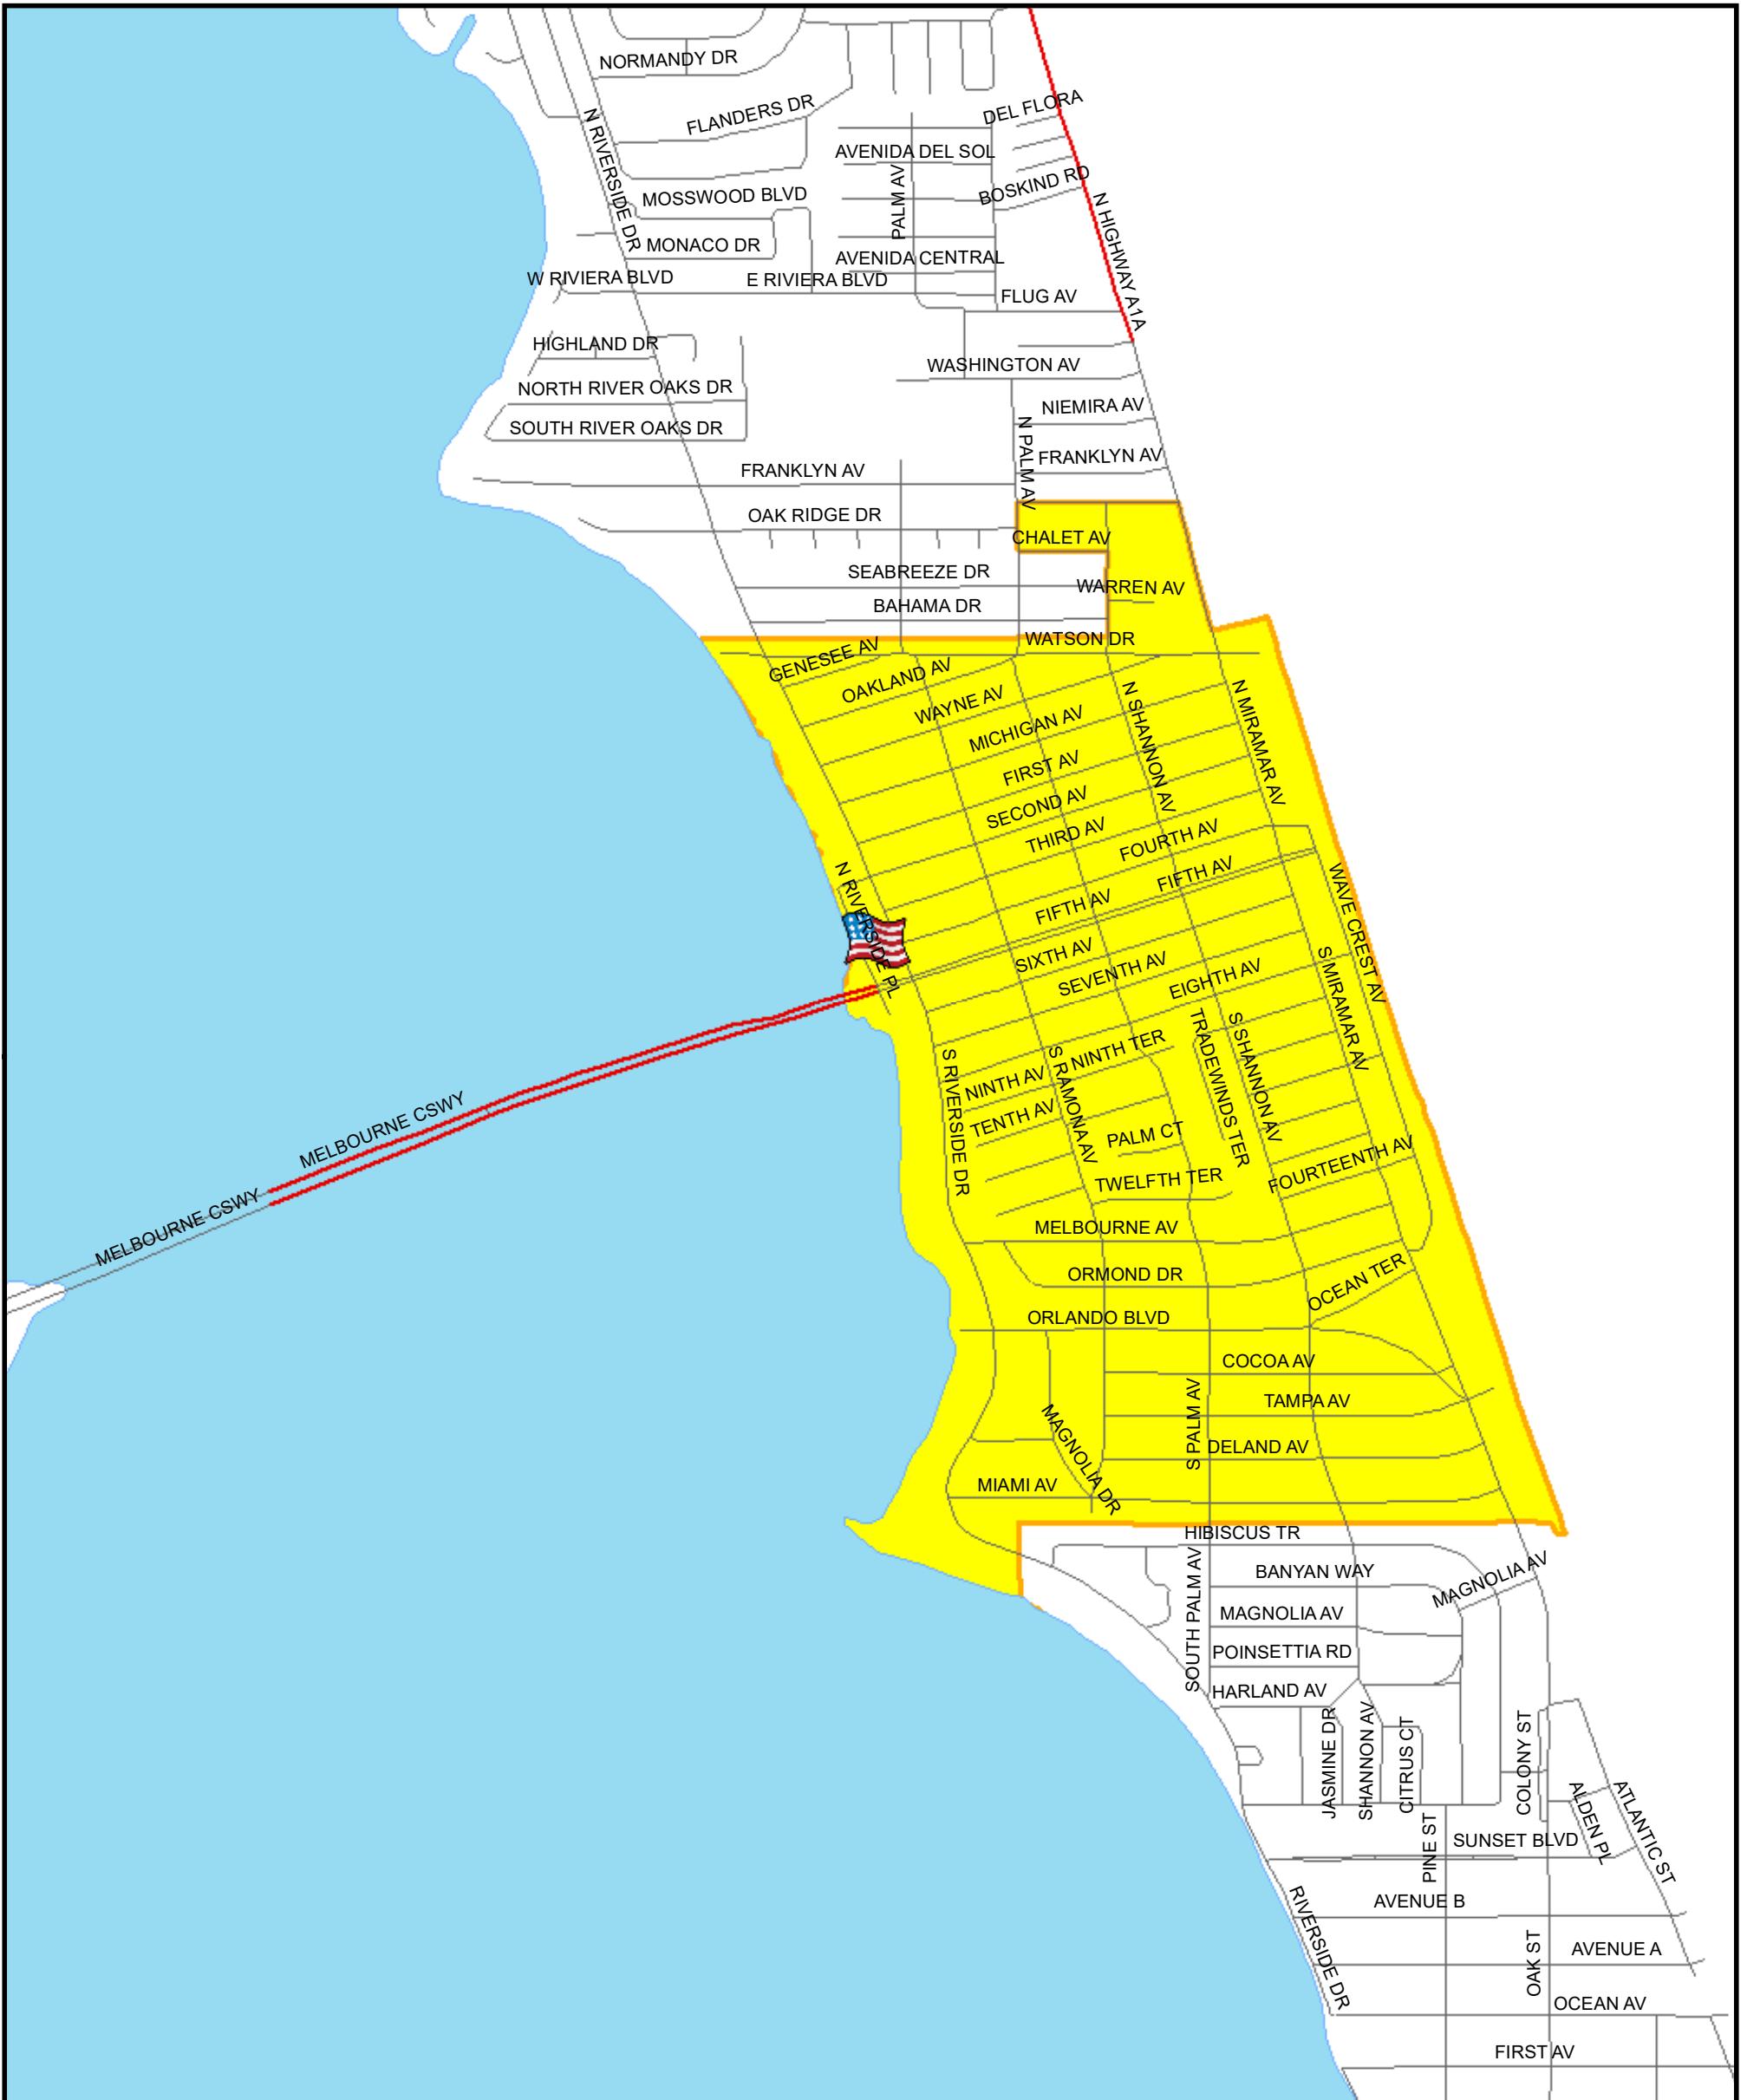 NORMANDY DR
FLANDERS DR
DEL FLORA
N RIVERSIDE DR
AVENIDA DEL SOL
PALM AV
BOSKIND RD
MOSSWOOD BLVD
N HIGHWAY A1A
MONACO DR
AVENIDA CENTRAL
W RIVIERA BLVD
E RIVIERA BLVD
FLUG AV
HIGHLAND DR
WASHINGTON AV
NORTH RIVER OAKS DR
NIEMIRA AV
SOUTH RIVER OAKS DR
N PALM AV
FRANKLYN AV
FRANKLYN AV
OAK RIDGE DR
CHALET AV
SEABREEZE DR
WARREN AV
BAHAMA DR
WATSON DR
GENESEE AV
OAKLAND AV
WAYNE AV
N SHANNON AV
N MIRAMAR AV
MICHIGAN AV
FIRST AV
SECOND AV
THIRD AV
FOURTH AV
FIFTH AV
FIFTH AV
N RIVERSIDE PL
WAVE CREST AV
SIXTH AV
SEVENTH AV
EIGHTH AV
S MIRAMAR AV
TRADEWINDS TER
S SHANNON AV
NINTH TER
S RIVERSIDE DR
S RAMONA AV
NINTH AV
TENTH AV
PALM CT
MELBOURNE CSWY
FOURTEENTH AV
TWELFTH TER
MELBOURNE CSWY
MELBOURNE AV
ORMOND DR
OCEAN TER
ORLANDO BLVD
COCOA AV
TAMPA AV
S PALM AV
MAGNOLIA DR
DELAND AV
MIAMI AV
HIBISCUS TR
BANYAN WAY
MAGNOLIA AV
SOUTH PALM AV
MAGNOLIA AV
POINSETTIA RD
HARLAND AV
JASMINE DR
SHANNON AV
CITRUS CT
COLONY ST
ALDEN PL
ATLANTIC ST
PINE ST
SUNSET BLVD
RIVERSIDE DR
AVENUE B
OAK ST
AVENUE A
OCEAN AV
FIRST AV